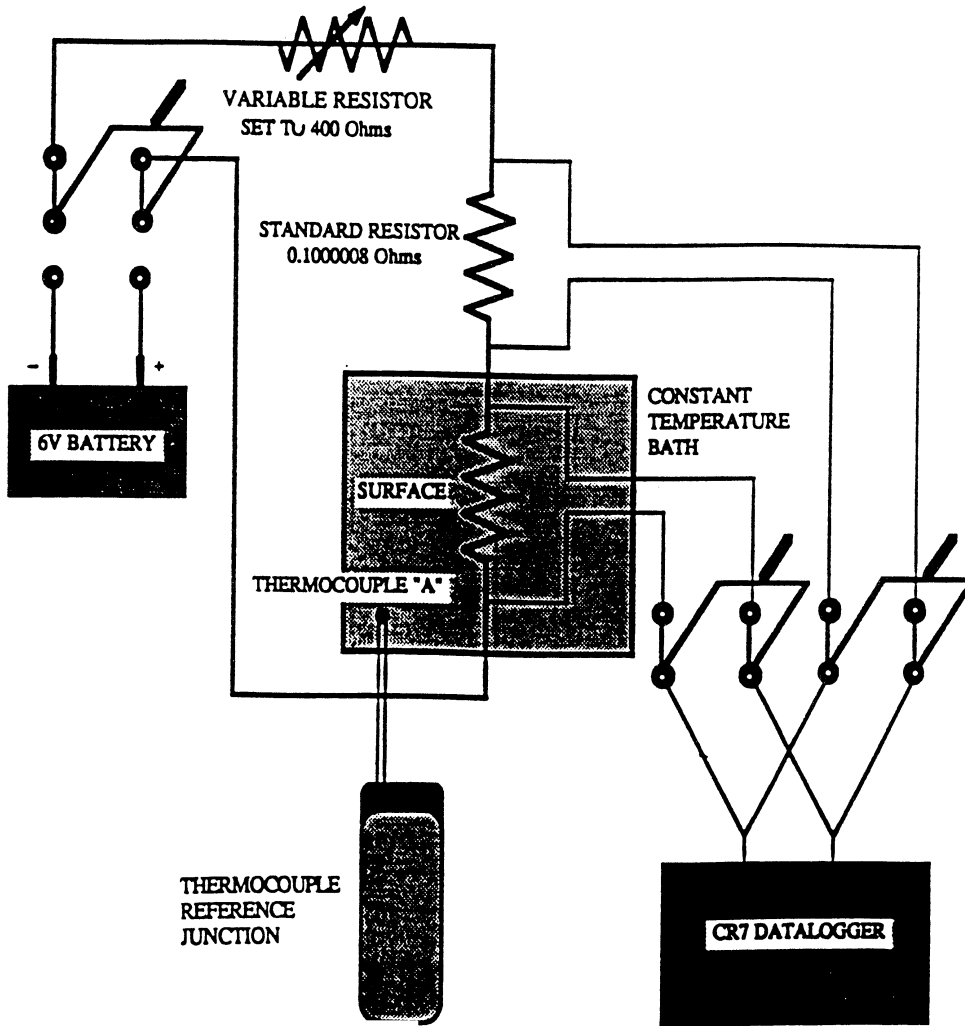 VARIABLE RESISTOR
SET TO 400 Ohms
STANDARD RESISTOR
0.1000008 Ohms
- +
6V BATTERY
CONSTANT
TEMPERATURE
BATH
SURFACE
THERMOCOUPLE "A"
THERMOCOUPLE
REFERENCE
JUNCTION
CR7 DATALOGGER